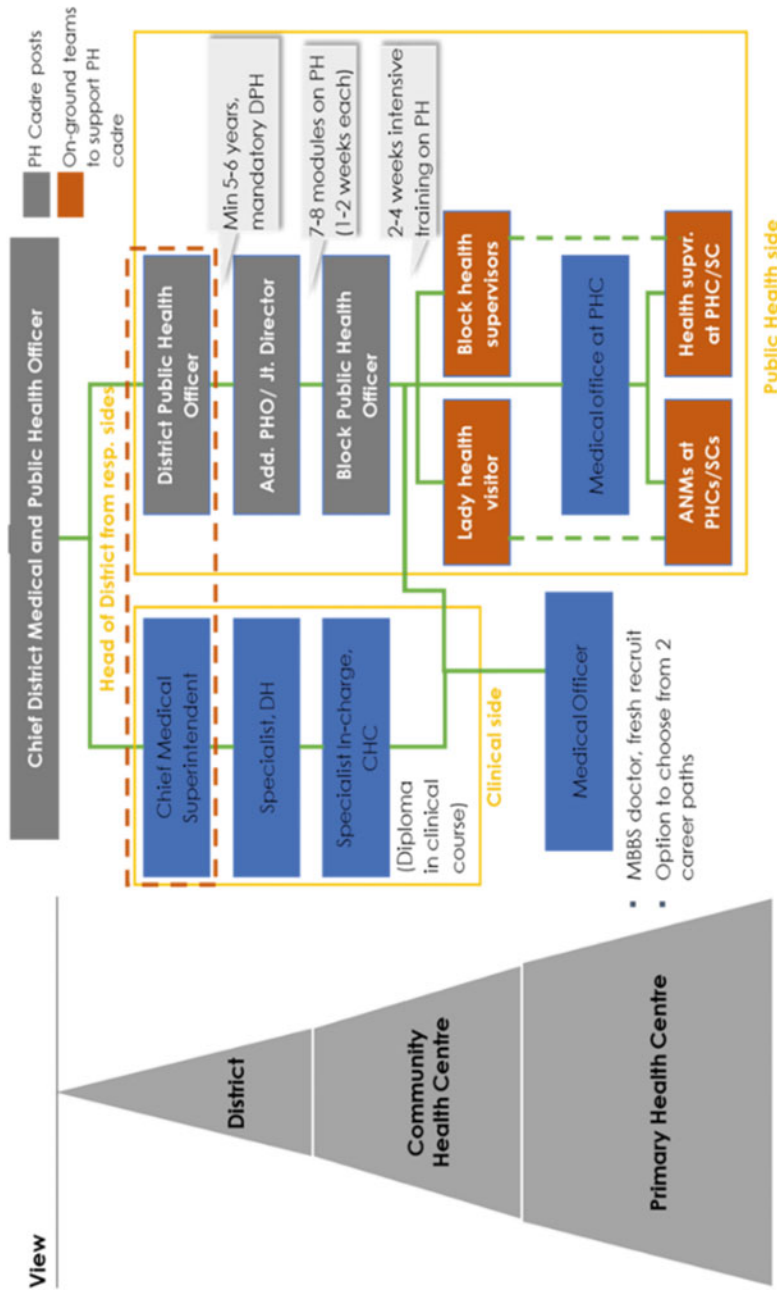 View
District
Community
Health Centre
Primary Health Centre
Chief District Medical and Public Health Officer
PH Cadre posts
On-ground teams
to support PH
cadre
Head of District from resp. sides
Chief Medical
Superintendent
Specialist, DH
Specialist In-charge,
CHC
(Diploma
in clinical
course)
Clinical side
Medical Officer
MBBS doctor, fresh recruit
Option to choose from 2
career paths
District Public Health
Officer
Min 5-6 years,
mandatory DPH
Add. PHO/ Jt. Director
7-8 modules on PH
(1-2 weeks each)
Block Public Health
Officer
2-4 weeks intensive
training on PH
Lady health
visitor
Block health
supervisors
Medical office at PHC
ANMs at
PHCs/SCs
Health supvr.
at PHC/SC
Public Health side